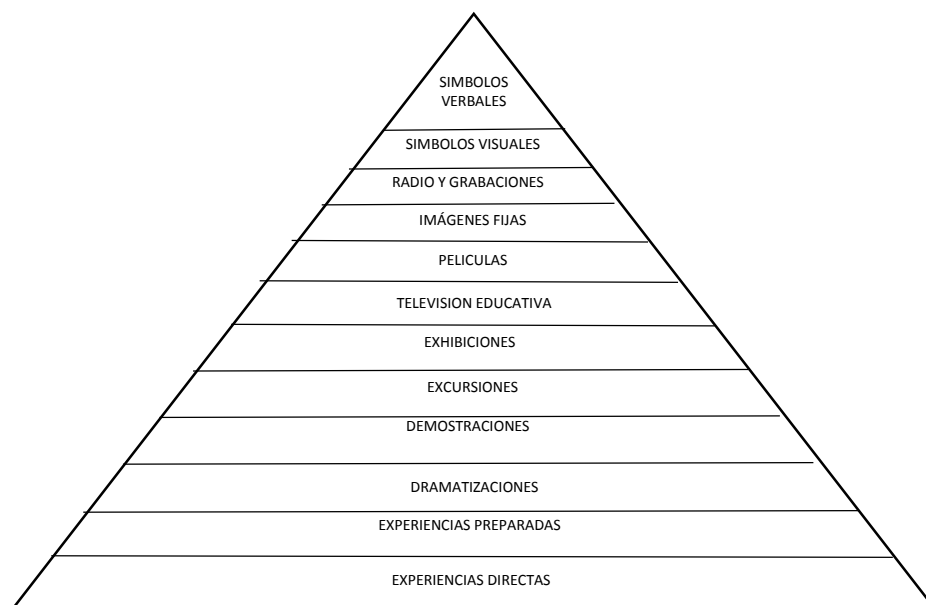 SIMBOLOS
VERBALES
SIMBOLOS VISUALES
RADIO Y GRABACIONES
IMÁGENES FIJAS
PELICULAS
TELEVISION EDUCATIVA
EXHIBICIONES
EXCURSIONES
DEMOSTRACIONES
DRAMATIZACIONES
EXPERIENCIAS PREPARADAS
EXPERIENCIAS DIRECTAS